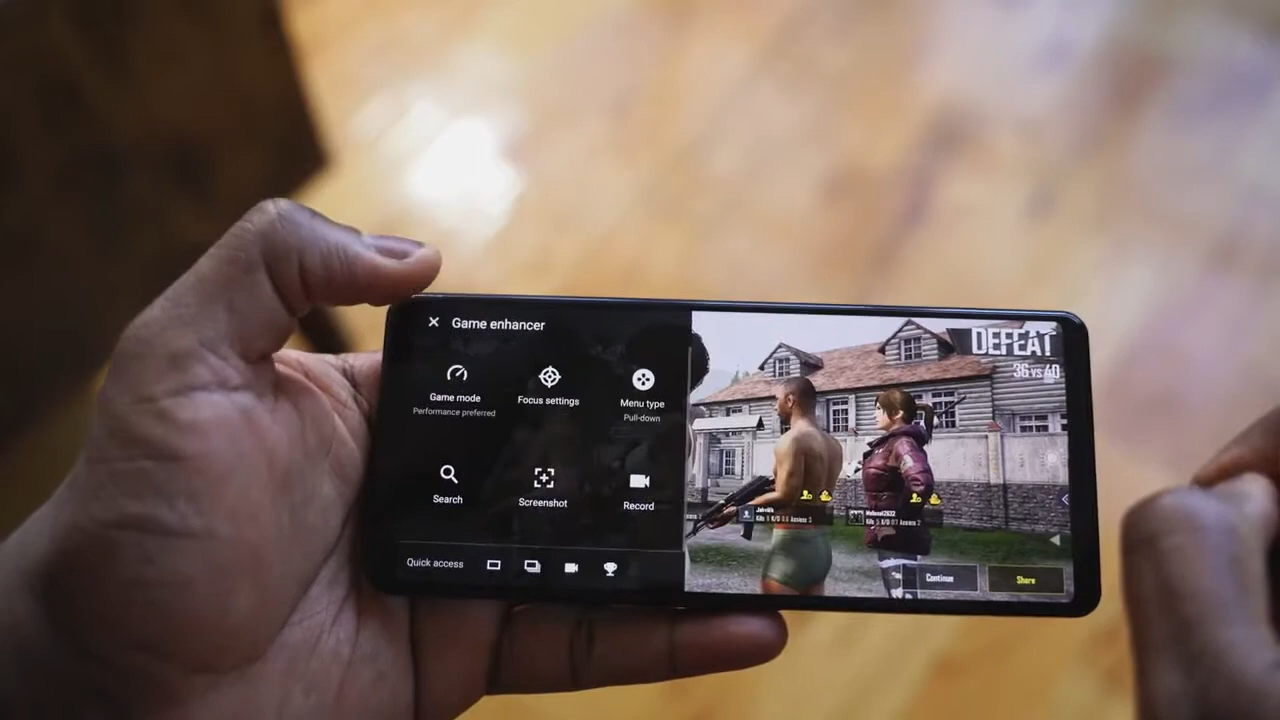 Game enhancer
Game mode
Performance preferred
Focus settings
Menu type
Pull-down
Search
Screenshot
Record
Quick access
DEFEAT
36 vs 40
Continue
Share